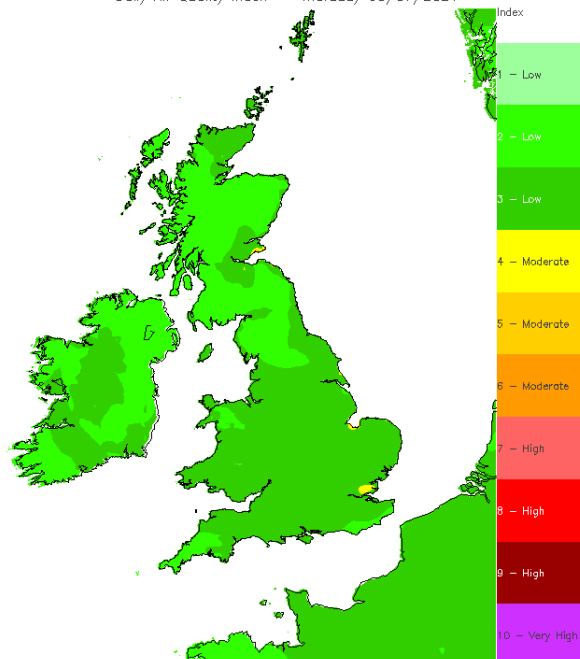 Index
1 - Low
2 - Low
3 - Low
4 - Moderate
5 - Moderate
6 - Moderate
7 - High
8 - High
9 - High
10 - Very High